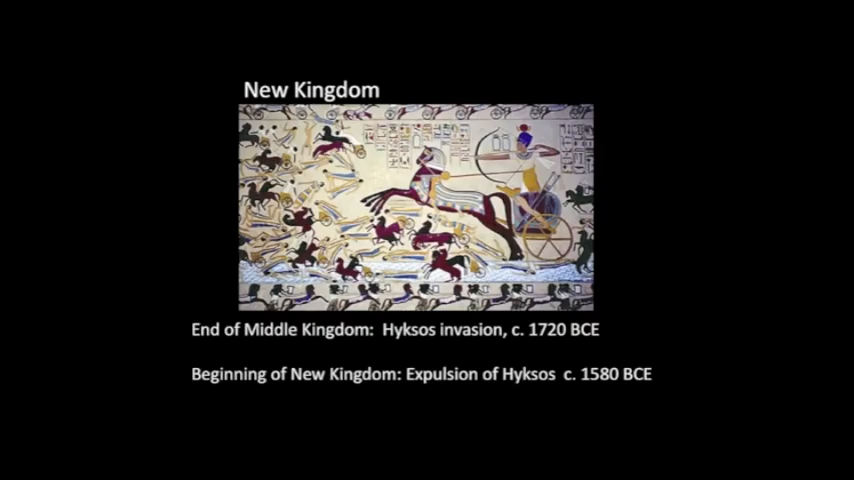 New Kingdom
End of Middle Kingdom:  Hyksos invasion, c. 1720 BCE
Beginning of New Kingdom: Expulsion of Hyksos  c. 1580 BCE